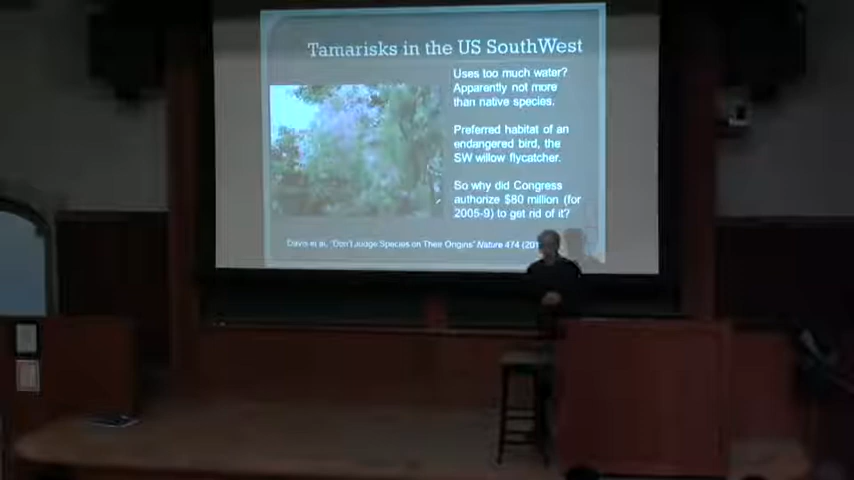 Tamarisks in the US SouthWest
Uses too much water?
Apparently not more
than native species.
Preferred habitat of an
endangered bird, the
SW willow flycatcher.
So why did Congress
authorize $80 million (for
2005-9) to get rid of it?
Davis et al, "Don't Judge Species on Their Origins" Nature 474 (201